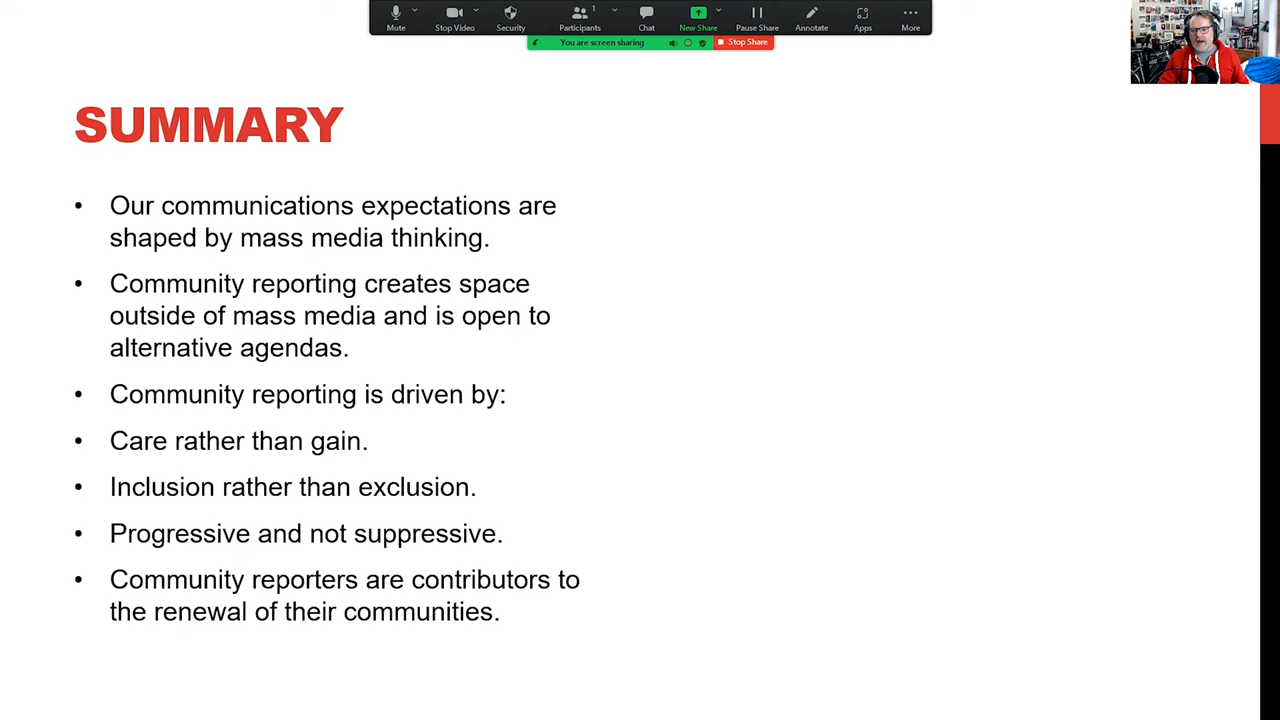 1
Mute
Stop Video
Security
Participants
Chat
New Share
Pause Share
Annotate
Apps
More
You are screen sharing
Stop Share
SUMMARY
• Our communications expectations are
shaped by mass media thinking.
• Community reporting creates space
outside of mass media and is open to
alternative agendas.
• Community reporting is driven by:
• Care rather than gain.
• Inclusion rather than exclusion.
• Progressive and not suppressive.
• Community reporters are contributors to
the renewal of their communities.